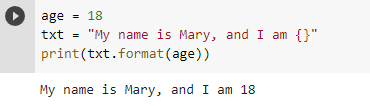 age = 18
txt = "My name is Mary, and I am {}"
print(txt.format(age))
My name is Mary, and I am 18